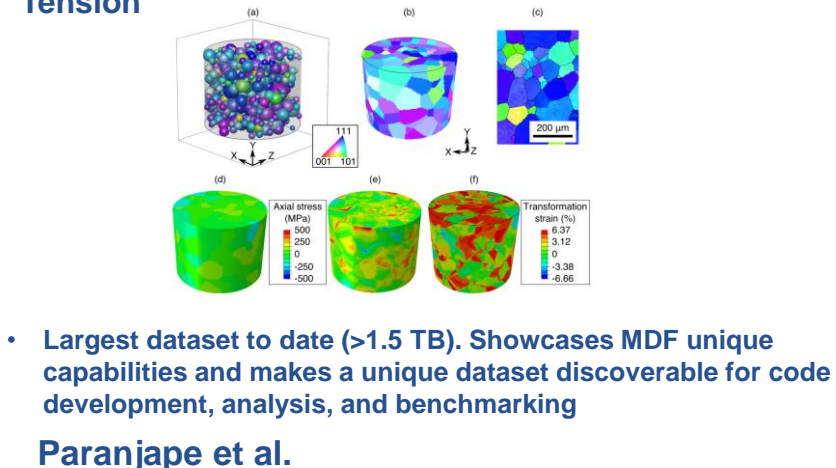 Tension
(a)
(b)
(c)
111
001 101
X Y Z
Y
X Z
200 µm
(d)
(e)
(f)
Axial stress
(MPa)
500
250
0
-250
-500
Transformation
strain (%)
6.37
3.12
0
-3.38
-6.66
• Largest dataset to date (>1.5 TB). Showcases MDF unique
capabilities and makes a unique dataset discoverable for code
development, analysis, and benchmarking
Paranjape et al.